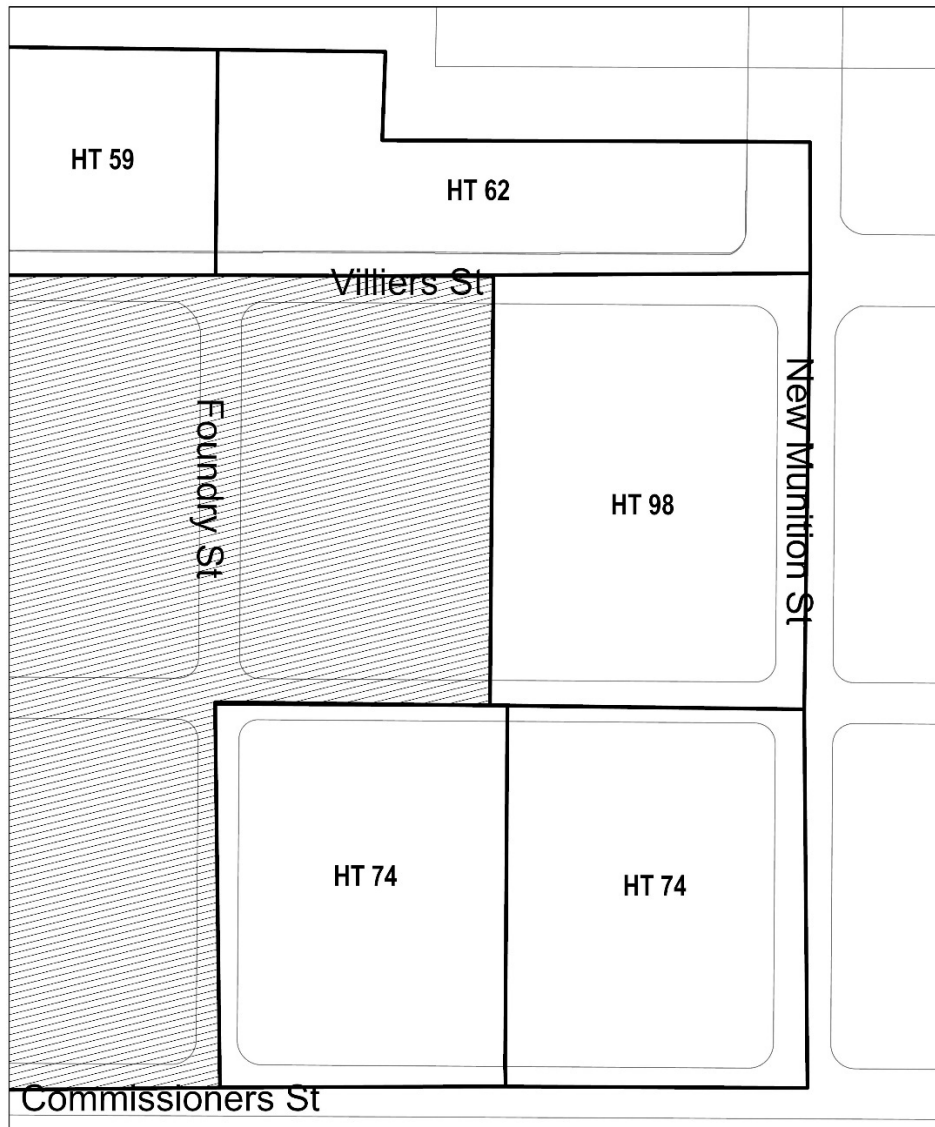 HT 59
HT 62
Villiers St
Foundry St
New Munition St
HT 98
HT 74
HT 74
Commissioners St